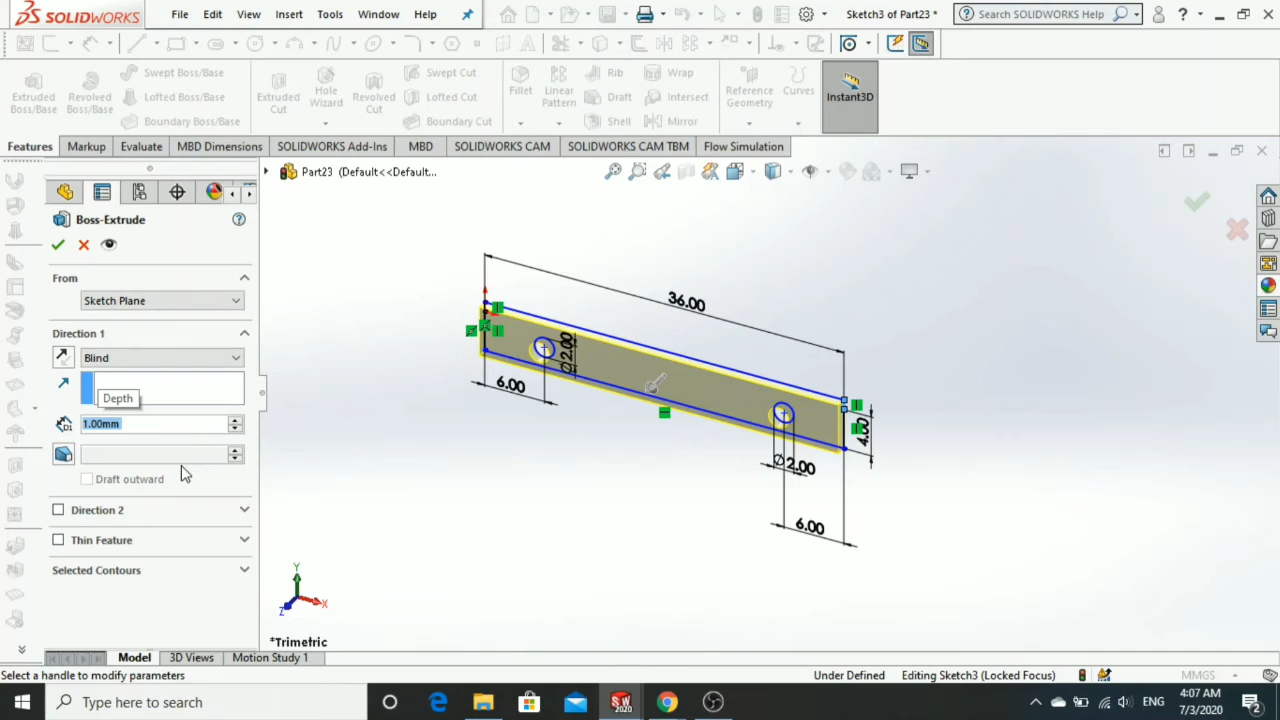 SOLIDWORKS File Edit View Insert Tools Window Help Sketch3 of Part23 * Search SOLIDWORKS Help ?
Extruded Boss/Base Revolved Boss/Base Swept Boss/Base Lofted Boss/Base Boundary Boss/Base Extruded Cut Hole Wizard Revolved Cut Swept Cut Lofted Cut Boundary Cut Fillet Linear Pattern Rib Draft Shell Wrap Intersect Mirror Reference Geometry Curves Instant3D
Features Markup Evaluate MBD Dimensions SOLIDWORKS Add-Ins MBD SOLIDWORKS CAM SOLIDWORKS CAM TBM Flow Simulation
Part23 (Default<<Default...
Boss-Extrude
From
Sketch Plane
Direction 1
Blind
Depth
1.00mm
Draft outward
Direction 2
Thin Feature
Selected Contours
36.00
Ø2.00
6.00
4.00
Ø2.00
6.00
Y
X
Z
*Trimetric
Model 3D Views Motion Study 1
Select a handle to modify parameters Under Defined Editing Sketch3 (Locked Focus) MMGS
Type here to search
SW 2020
ENG
4:07 AM
7/3/2020
2